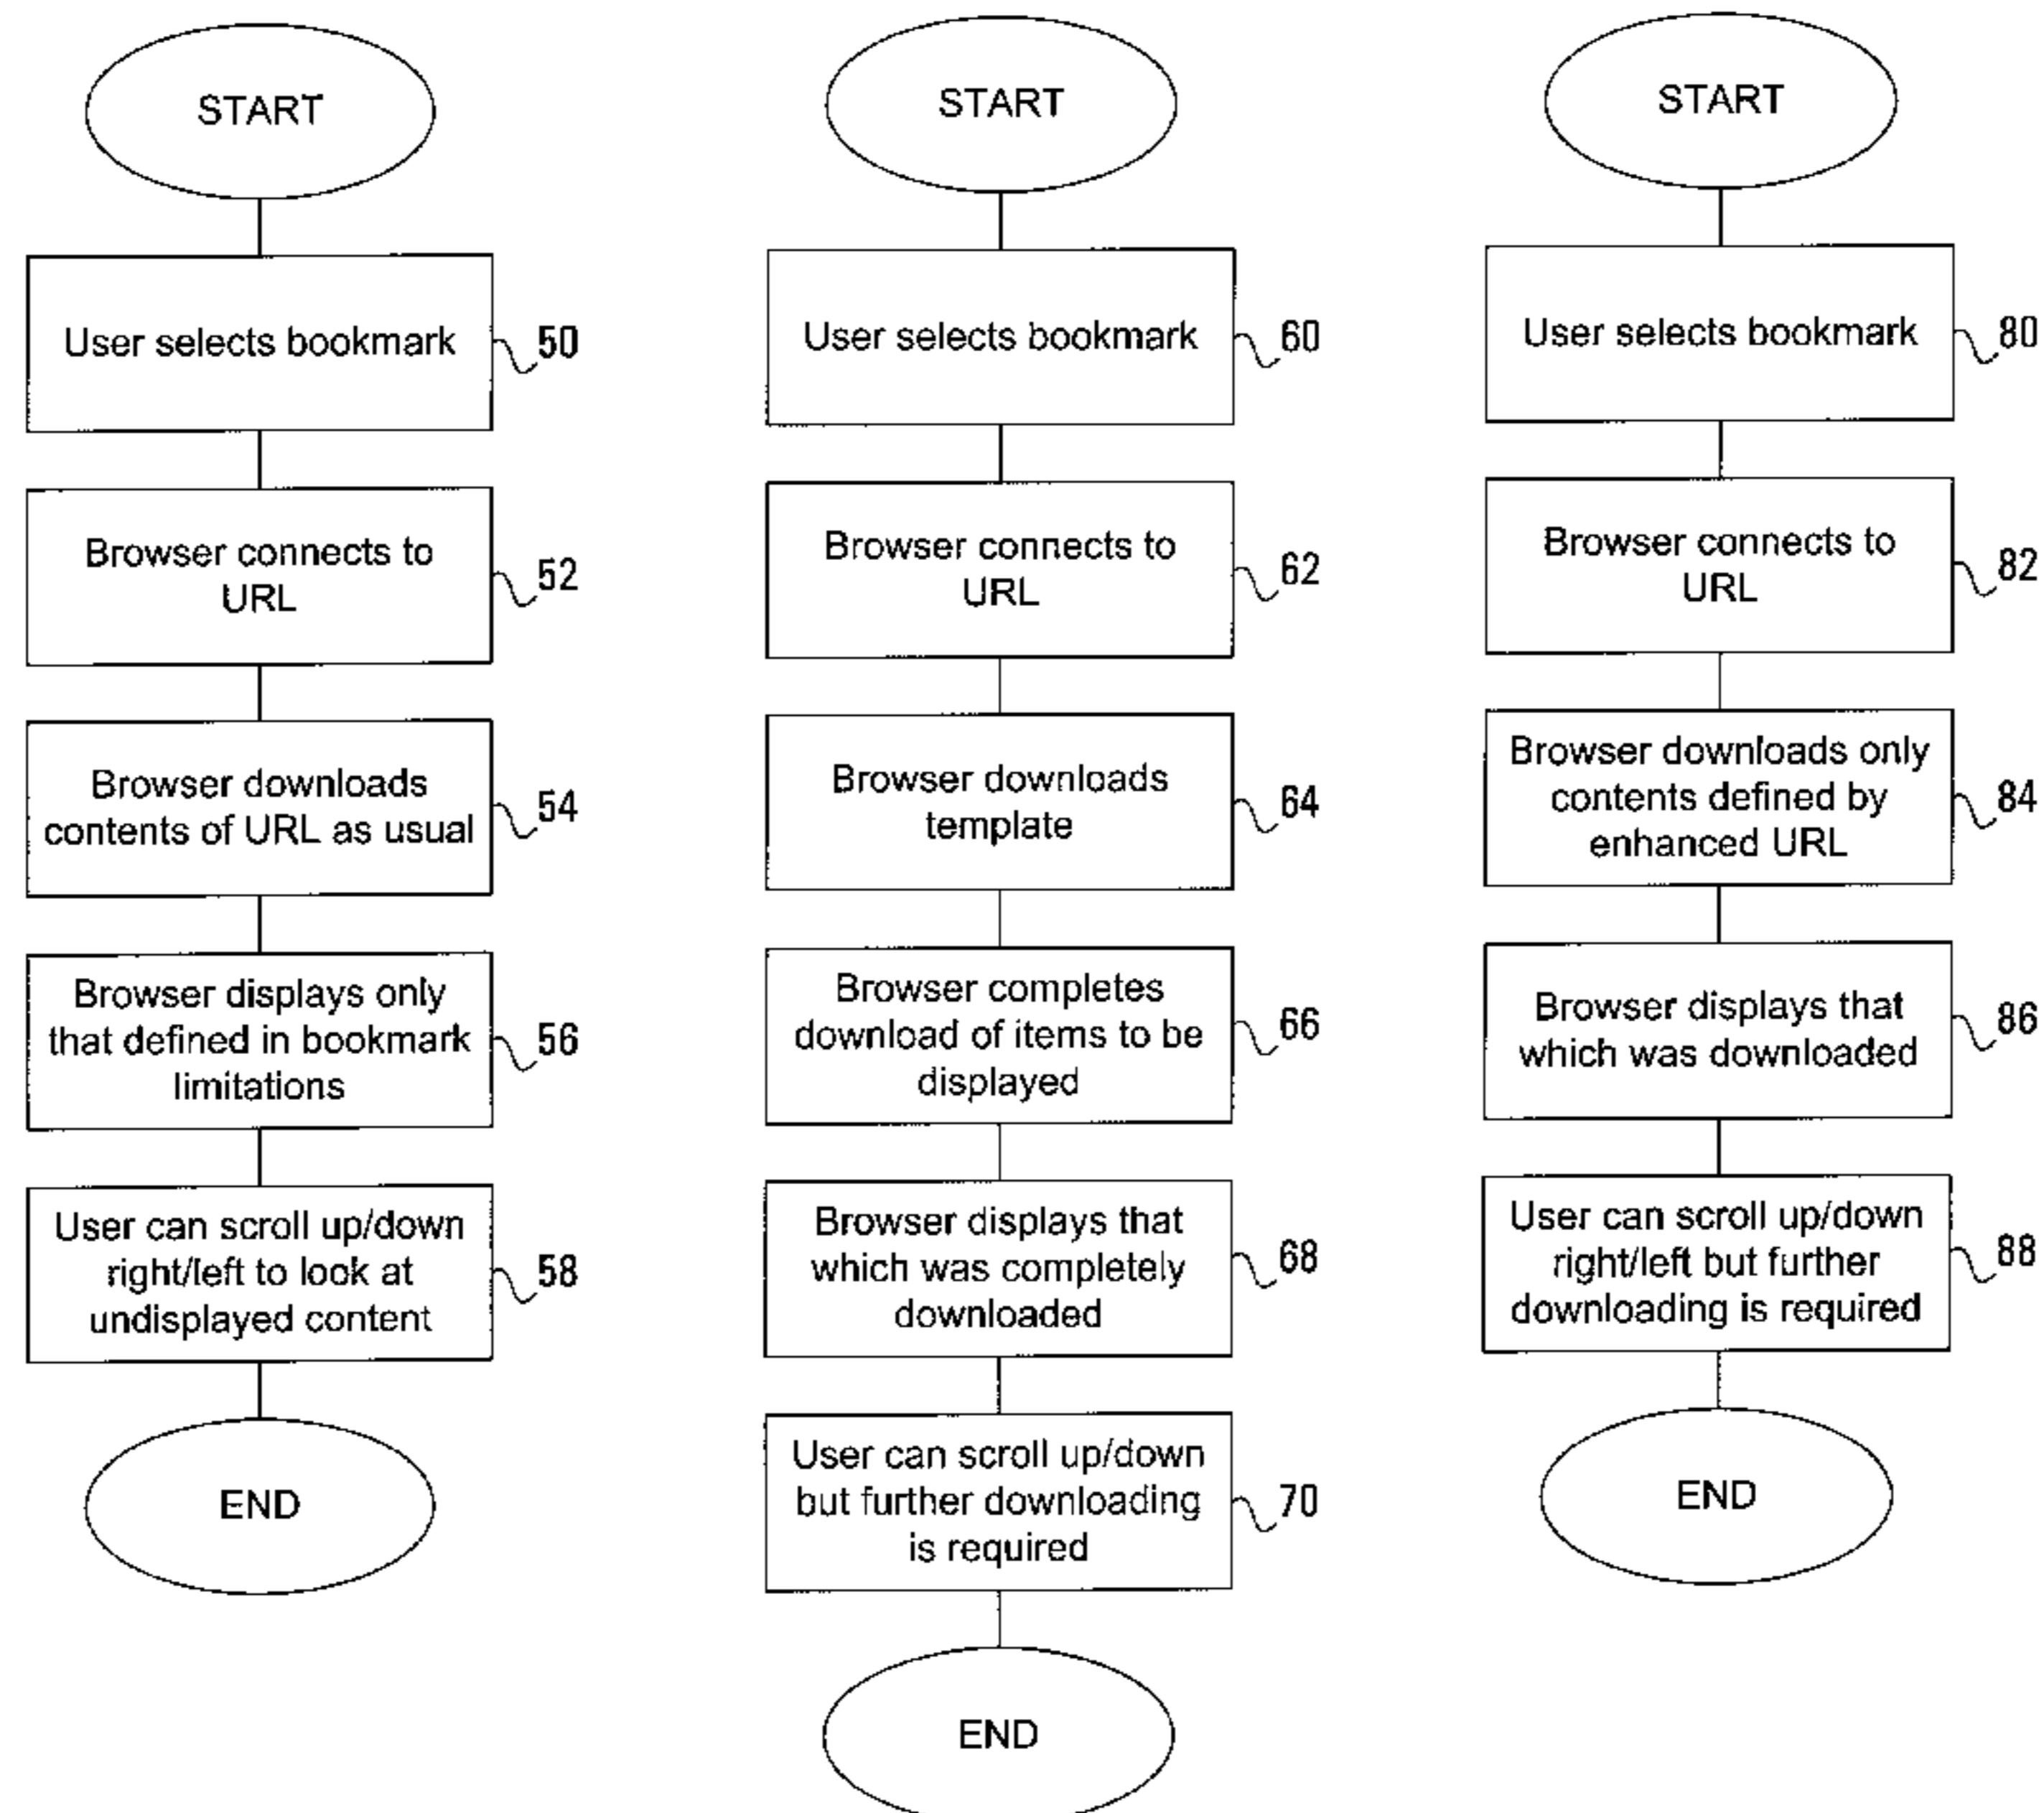 START
User selects bookmark
50
Browser connects to
URL
52
Browser downloads
contents of URL as usual
54
Browser displays only
that defined in bookmark
limitations
56
User can scroll up/down
right/left to look at
undisplayed content
58
END
START
User selects bookmark
60
Browser connects to
URL
62
Browser downloads
template
64
Browser completes
download of items to be
displayed
66
Browser displays that
which was completely
downloaded
68
User can scroll up/down
but further downloading
is required
70
END
START
User selects bookmark
80
Browser connects to
URL
82
Browser downloads only
contents defined by
enhanced URL
84
Browser displays that
which was downloaded
86
User can scroll up/down
right/left but further
downloading is required
88
END